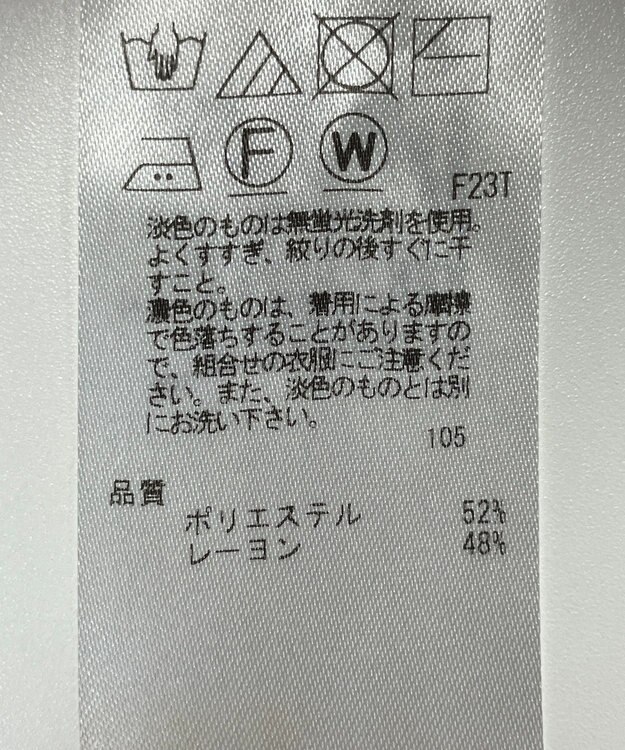 F
W
F23T
淡色のものは無蛍光洗剤を使用。
よくすすぎ、絞りの後すぐに干
すこと。
濃色のものは、着用による摩擦
で色落ちすることがありますの
で、組合せの衣服にご注意くだ
さい。また、淡色のものとは別
にお洗い下さい。
105
品質
ポリエステル 52%
レーヨン 48%